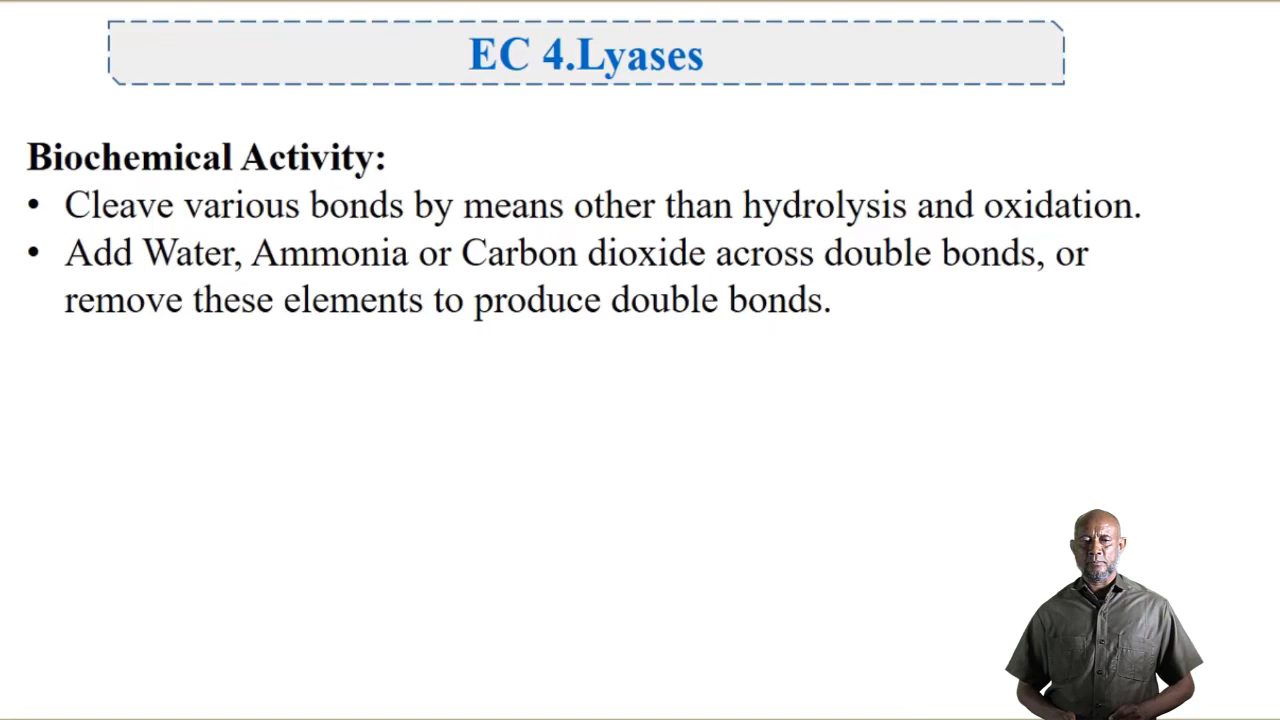 EC 4.Lyases
Biochemical Activity:
• Cleave various bonds by means other than hydrolysis and oxidation.
• Add Water, Ammonia or Carbon dioxide across double bonds, or
remove these elements to produce double bonds.